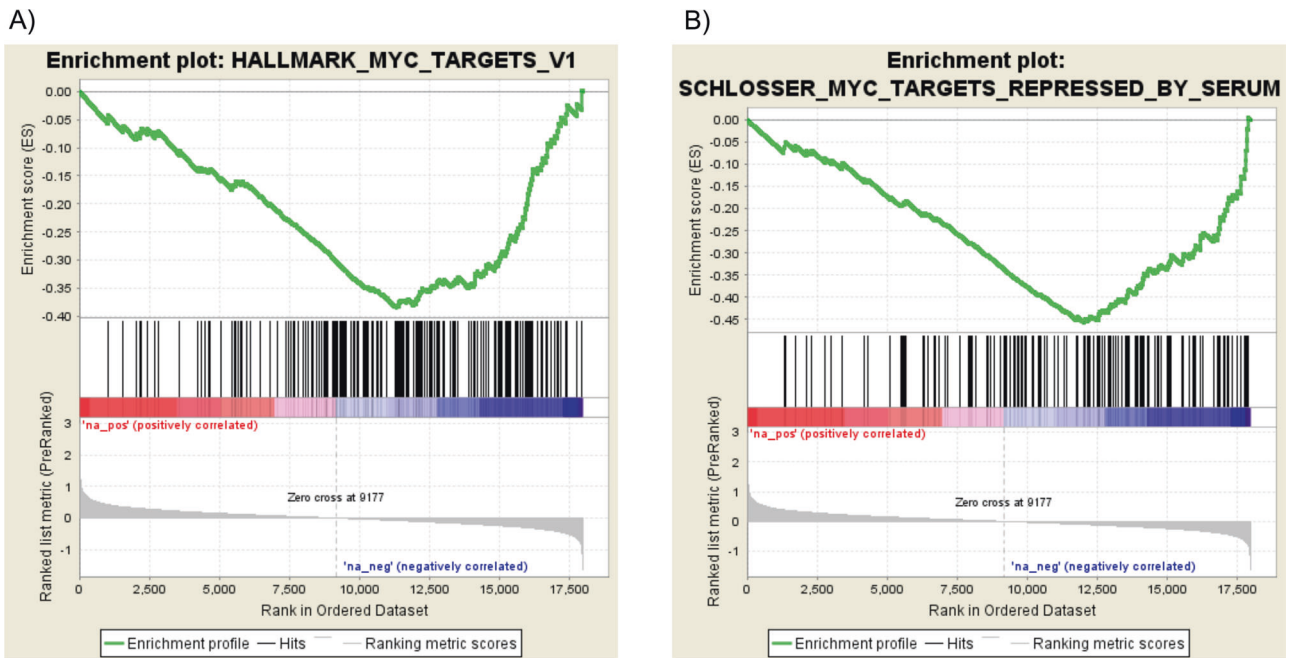 A)
Enrichment plot: HALLMARK_MYC_TARGETS_V1
Enrichment score (ES)
0.00
-0.05
-0.10
-0.15
-0.20
-0.25
-0.30
-0.35
-0.40
'na_pos' (positively correlated)
Ranked list metric (PreRanked)
3
2
1
0
-1
Zero cross at 9177
'na_neg' (negatively correlated)
0
2,500
5,000
7,500
10,000
12,500
15,000
17,500
Rank in Ordered Dataset
Enrichment profile
Hits
Ranking metric scores
B)
Enrichment plot:
SCHLOSSER_MYC_TARGETS_REPRESSED_BY_SERUM
Enrichment score (ES)
0.00
-0.05
-0.10
-0.15
-0.20
-0.25
-0.30
-0.35
-0.40
-0.45
'na_pos' (positively correlated)
Ranked list metric (PreRanked)
3
2
1
0
-1
Zero cross at 9177
'na_neg' (negatively correlated)
0
2,500
5,000
7,500
10,000
12,500
15,000
17,500
Rank in Ordered Dataset
Enrichment profile
Hits
Ranking metric scores